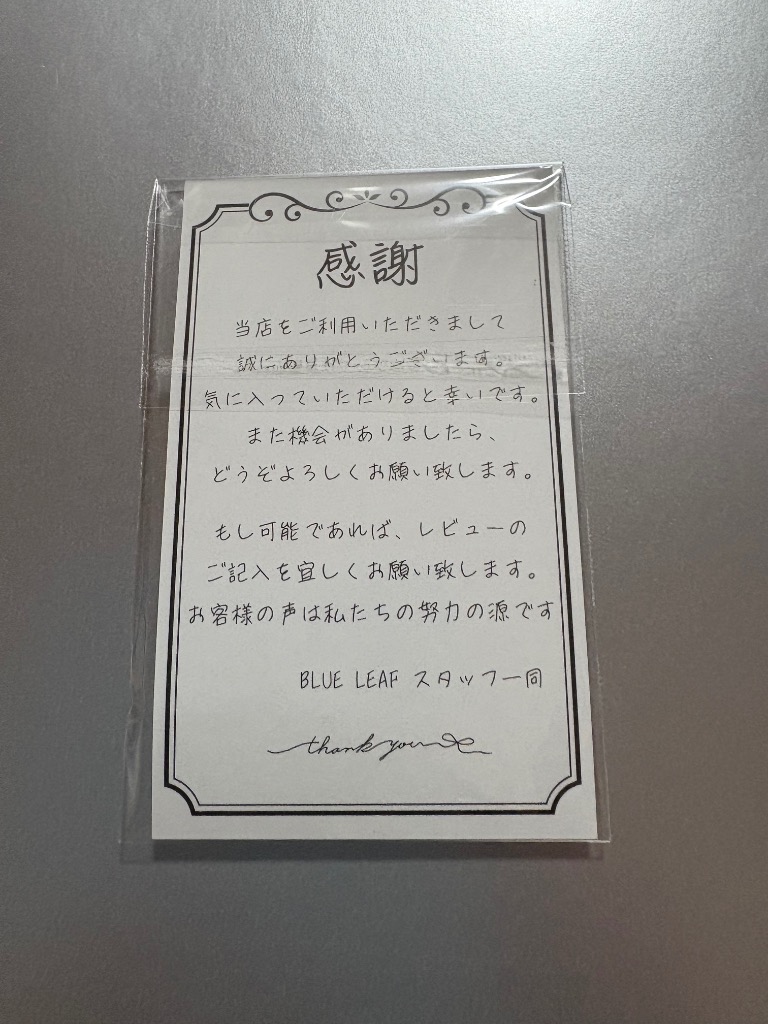 感謝
当店をご利用いただきまして
誠にありがとうございます。
気に入っていただけると幸いです。
また機会がありましたら、
どうぞよろしくお願い致します。
もし可能であれば、レビューの
ご記入を宜しくお願い致します。
お客様の声は私たちの努力の源です
BLUE LEAF スタッフ一同
thank you